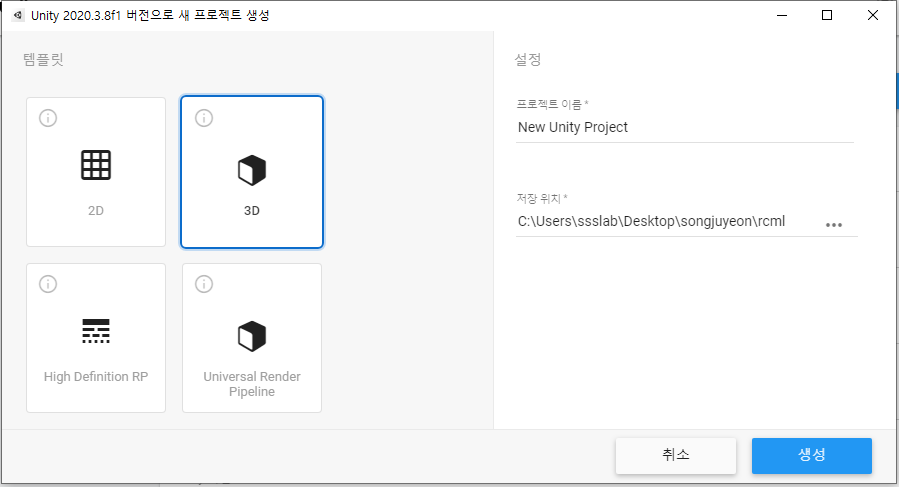 Unity 2020.3.8f1 버전으로 새 프로젝트 생성
템플릿
2D
3D
High Definition RP
Universal Render
Pipeline
설정
프로젝트 이름 *
New Unity Project
저장 위치 *
C:\Users\ssslab\Desktop\songjuyeon\rcml
취소
생성